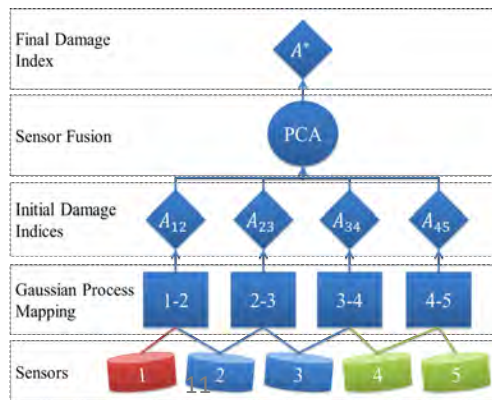 Final Damage
Index
A*
Sensor Fusion
PCA
Initial Damage
Indices
A₁₂ A₂₃ A₃₄ A₄₅
Gaussian Process
Mapping
1-2 2-3 3-4 4-5
Sensors
1 2 3 4 5
11